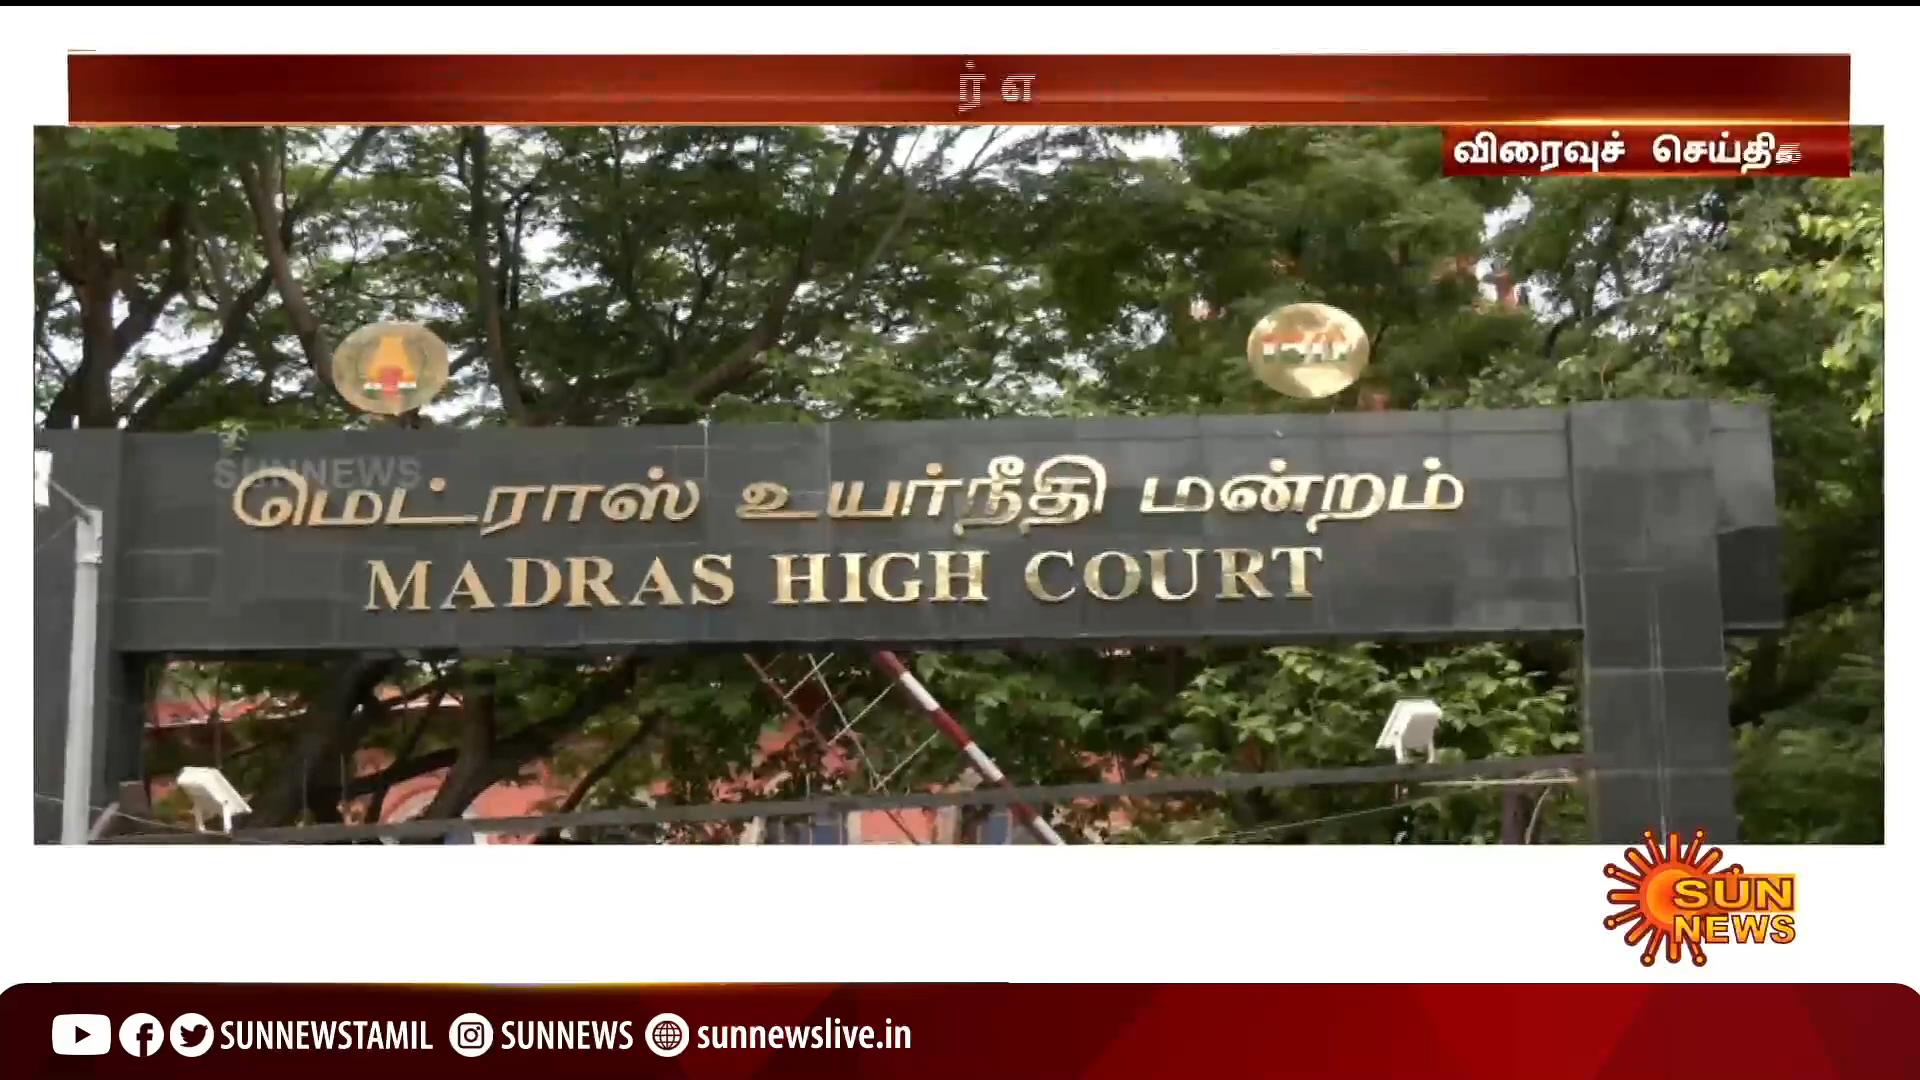 ர் எ
விரைவுச் செய்தி
SUNNEWS
மெட்ராஸ் உயர்நீதி மன்றம்
MADRAS HIGH COURT
SUN
NEWS
SUNNEWSTAMIL SUNNEWS sunnewslive.in